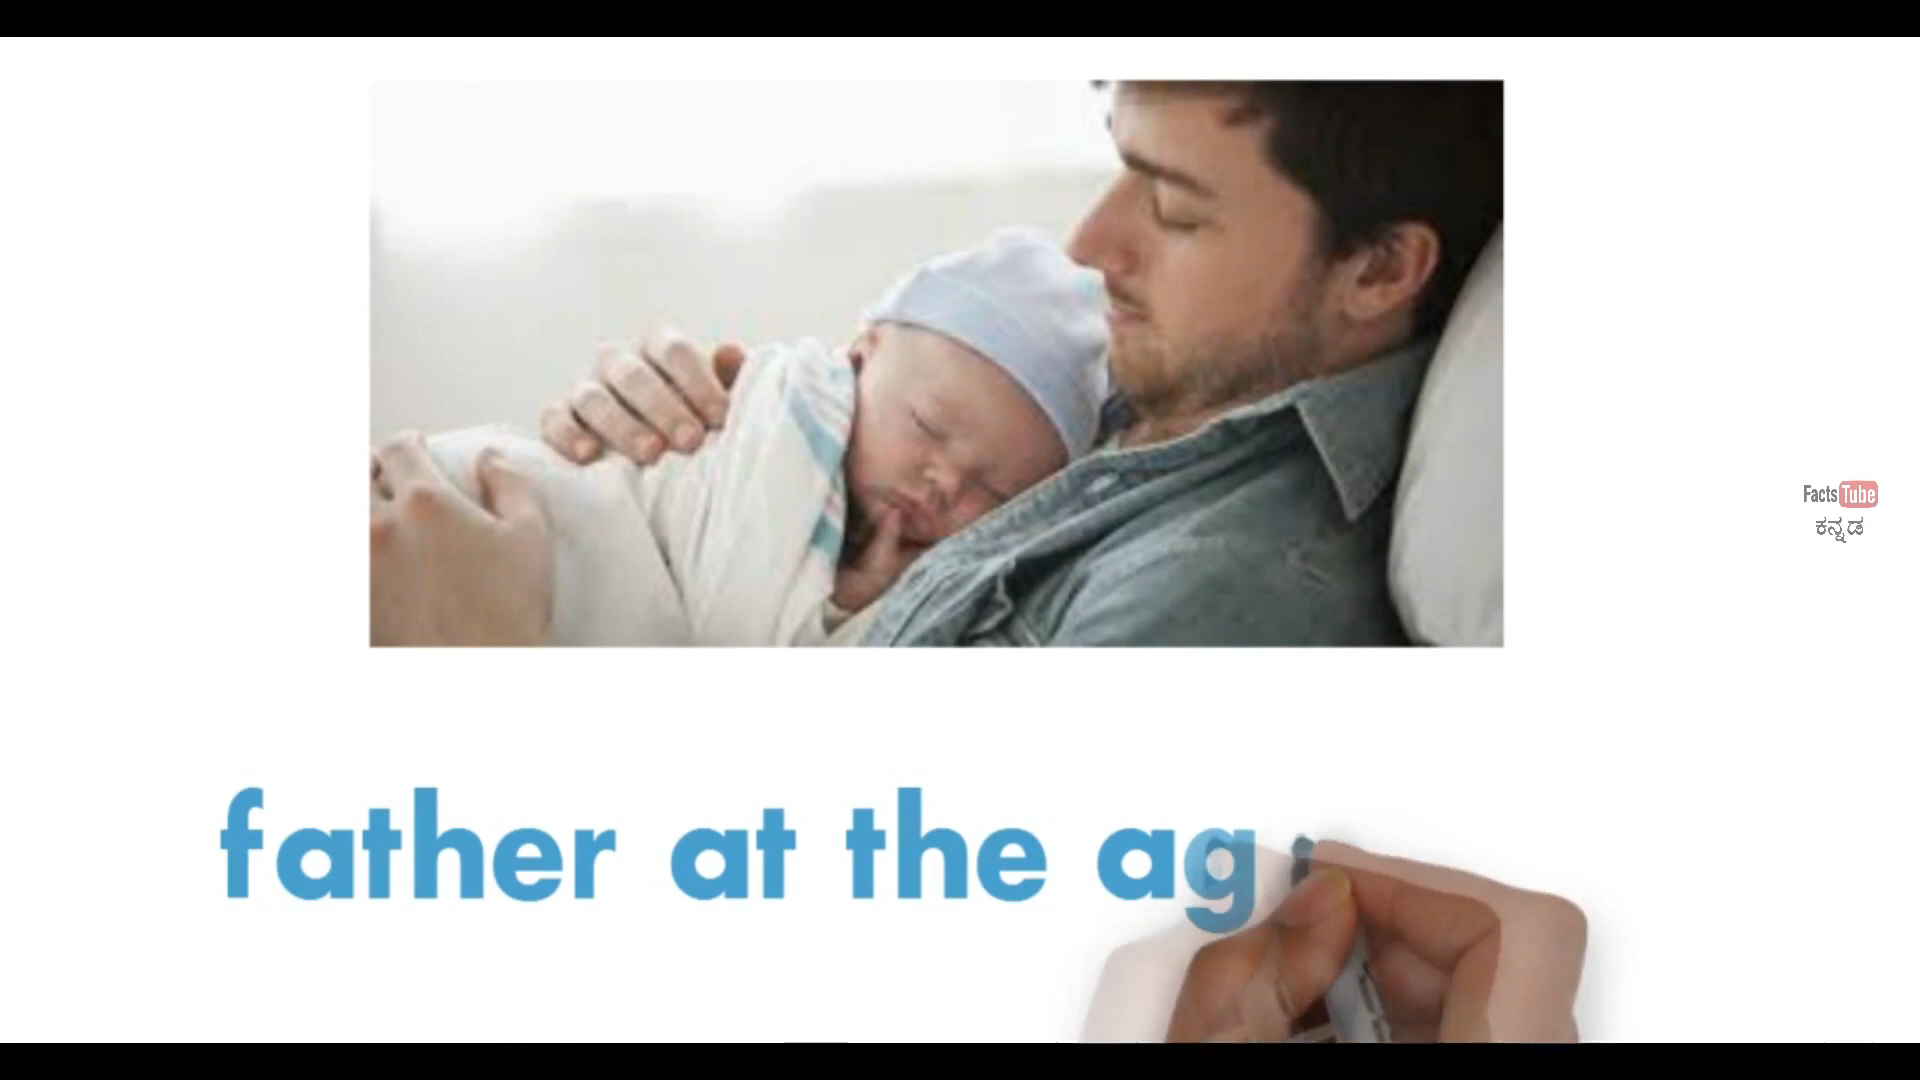 father at the ag
Facts Tube
ಕನ್ನಡ